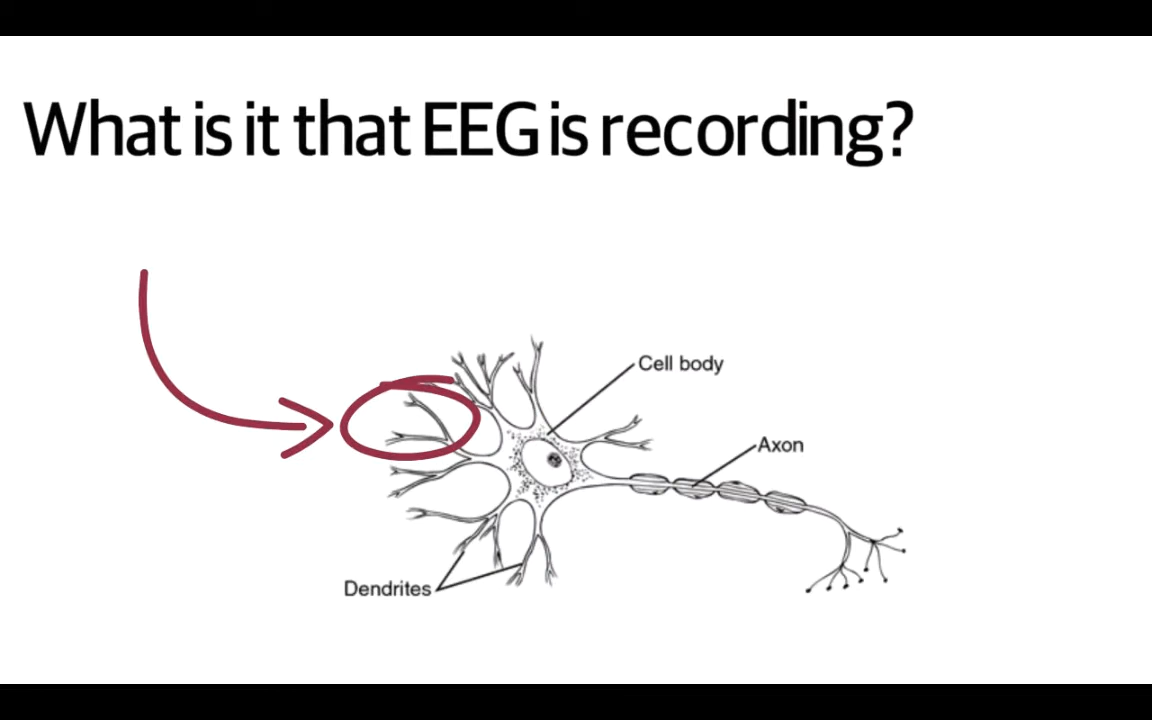 What is it that EEG is recording?
Cell body
Axon
Dendrites